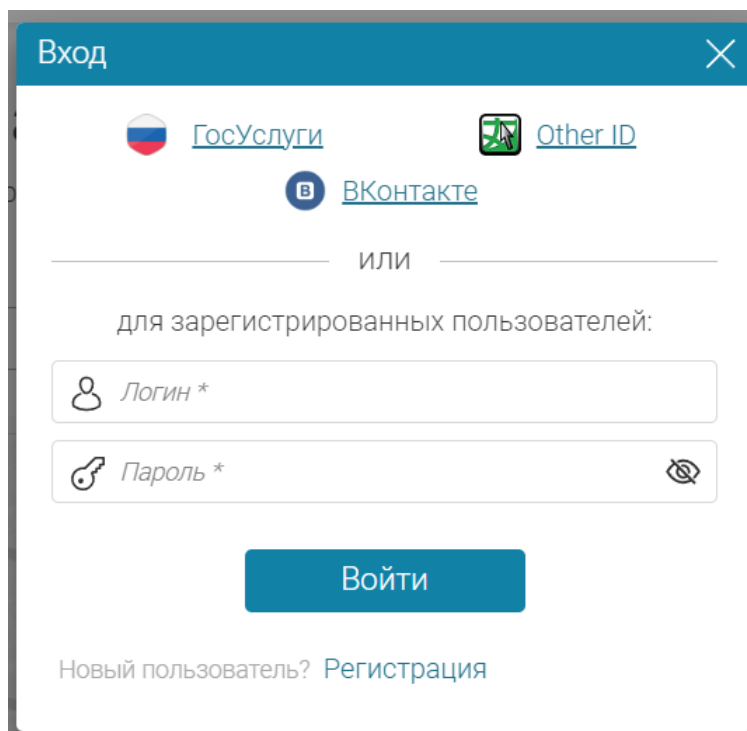 Вход
ГосУслуги Other ID
ВКонтакте
или
для зарегистрированных пользователей:
Логин *
Пароль *
Войти
Новый пользователь? Регистрация